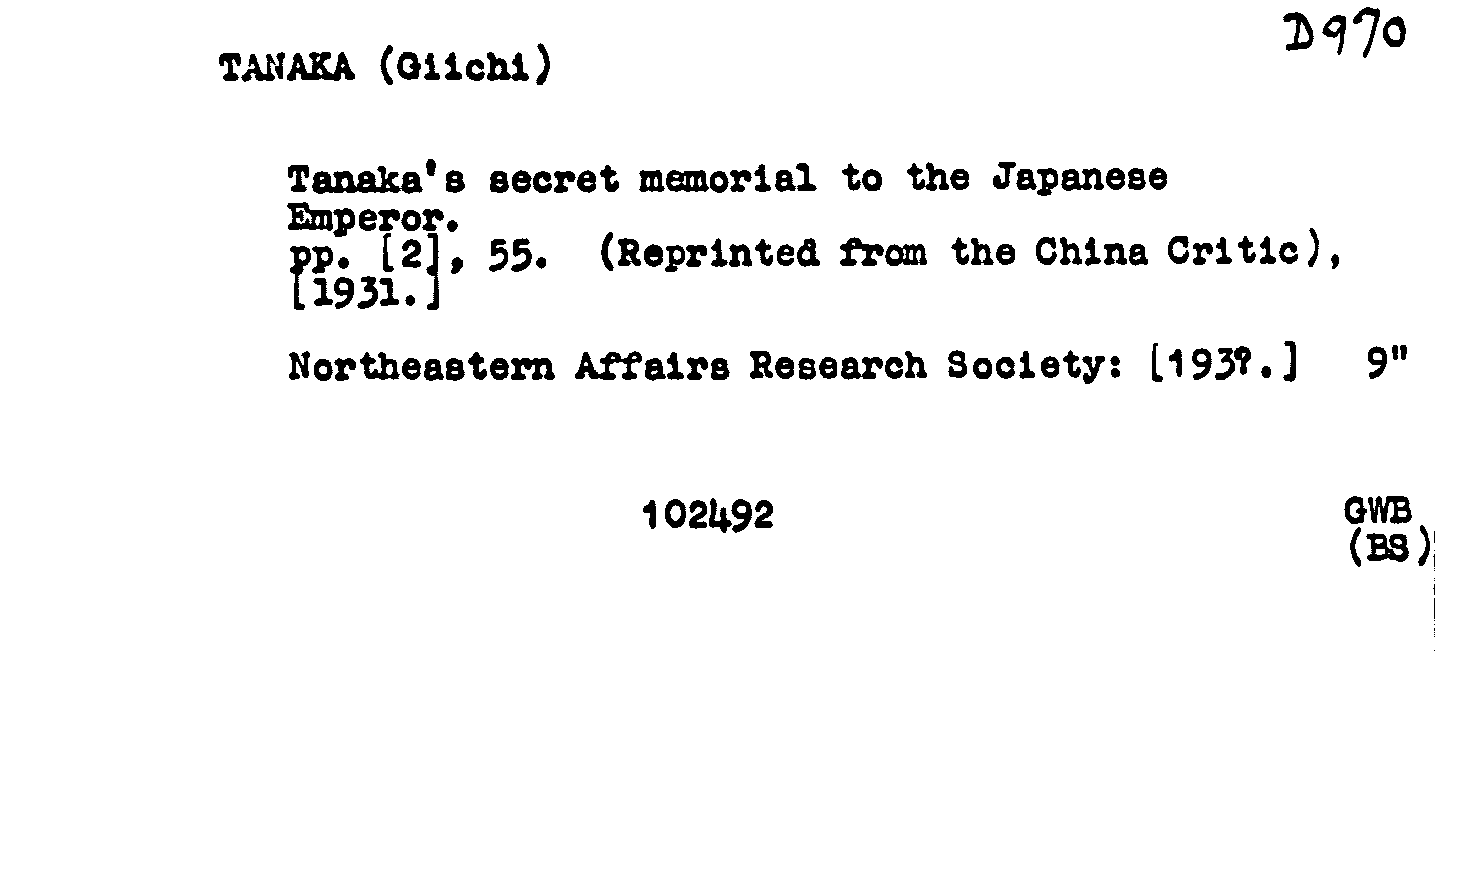 D970
TANAKA (Giichi)
Tanaka's secret memorial to the Japanese
Emperor.
pp. [2], 55. (Reprinted from the China Critic),
[1931.]
Northeastern Affairs Research Society: [193?.] 9"
102492
GWB
(BS)